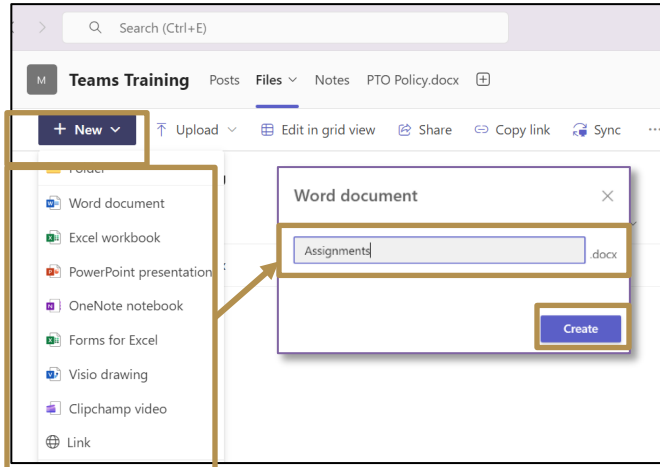 Search (Ctrl+E)
M Teams Training Posts Files Notes PTO Policy.docx
+ New Upload Edit in grid view Share Copy link Sync ...
Folder
Word document
Excel workbook
PowerPoint presentation
OneNote notebook
Forms for Excel
Visio drawing
Clipchamp video
Link
Word document
Assignments .docx
Create